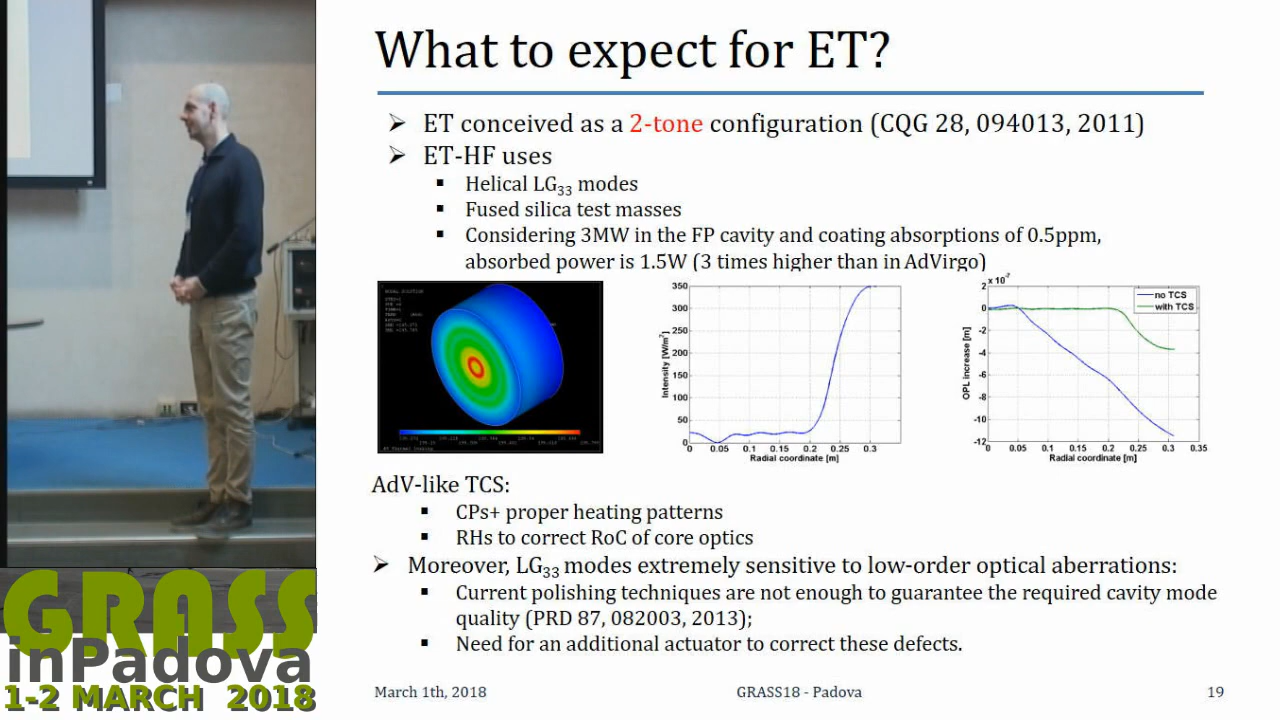 What to expect for ET?
➢ ET conceived as a 2-tone configuration (CQG 28, 094013, 2011)
➢ ET-HF uses
▪ Helical LG33 modes
▪ Fused silica test masses
▪ Considering 3MW in the FP cavity and coating absorptions of 0.5ppm,
absorbed power is 1.5W (3 times higher than in AdVirgo)
NODAL SOLUTION
350
300
250
200
150
100
50
0
Intensity [W/m²]
0 0.05 0.1 0.15 0.2 0.25 0.3
Radial coordinate [m]
x 10⁻⁷
2
0
-2
-4
-6
-8
-10
-12
OPL increase [m]
no TCS
with TCS
0 0.05 0.1 0.15 0.2 0.25 0.3 0.35
Radial coordinate [m]
AdV-like TCS:
▪ CPs+ proper heating patterns
▪ RHs to correct RoC of core optics
➢ Moreover, LG33 modes extremely sensitive to low-order optical aberrations:
▪ Current polishing techniques are not enough to guarantee the required cavity mode
quality (PRD 87, 082003, 2013);
▪ Need for an additional actuator to correct these defects.
March 1th, 2018 GRASS18 - Padova 19
GRASS
inPadova
1-2 MARCH 2018